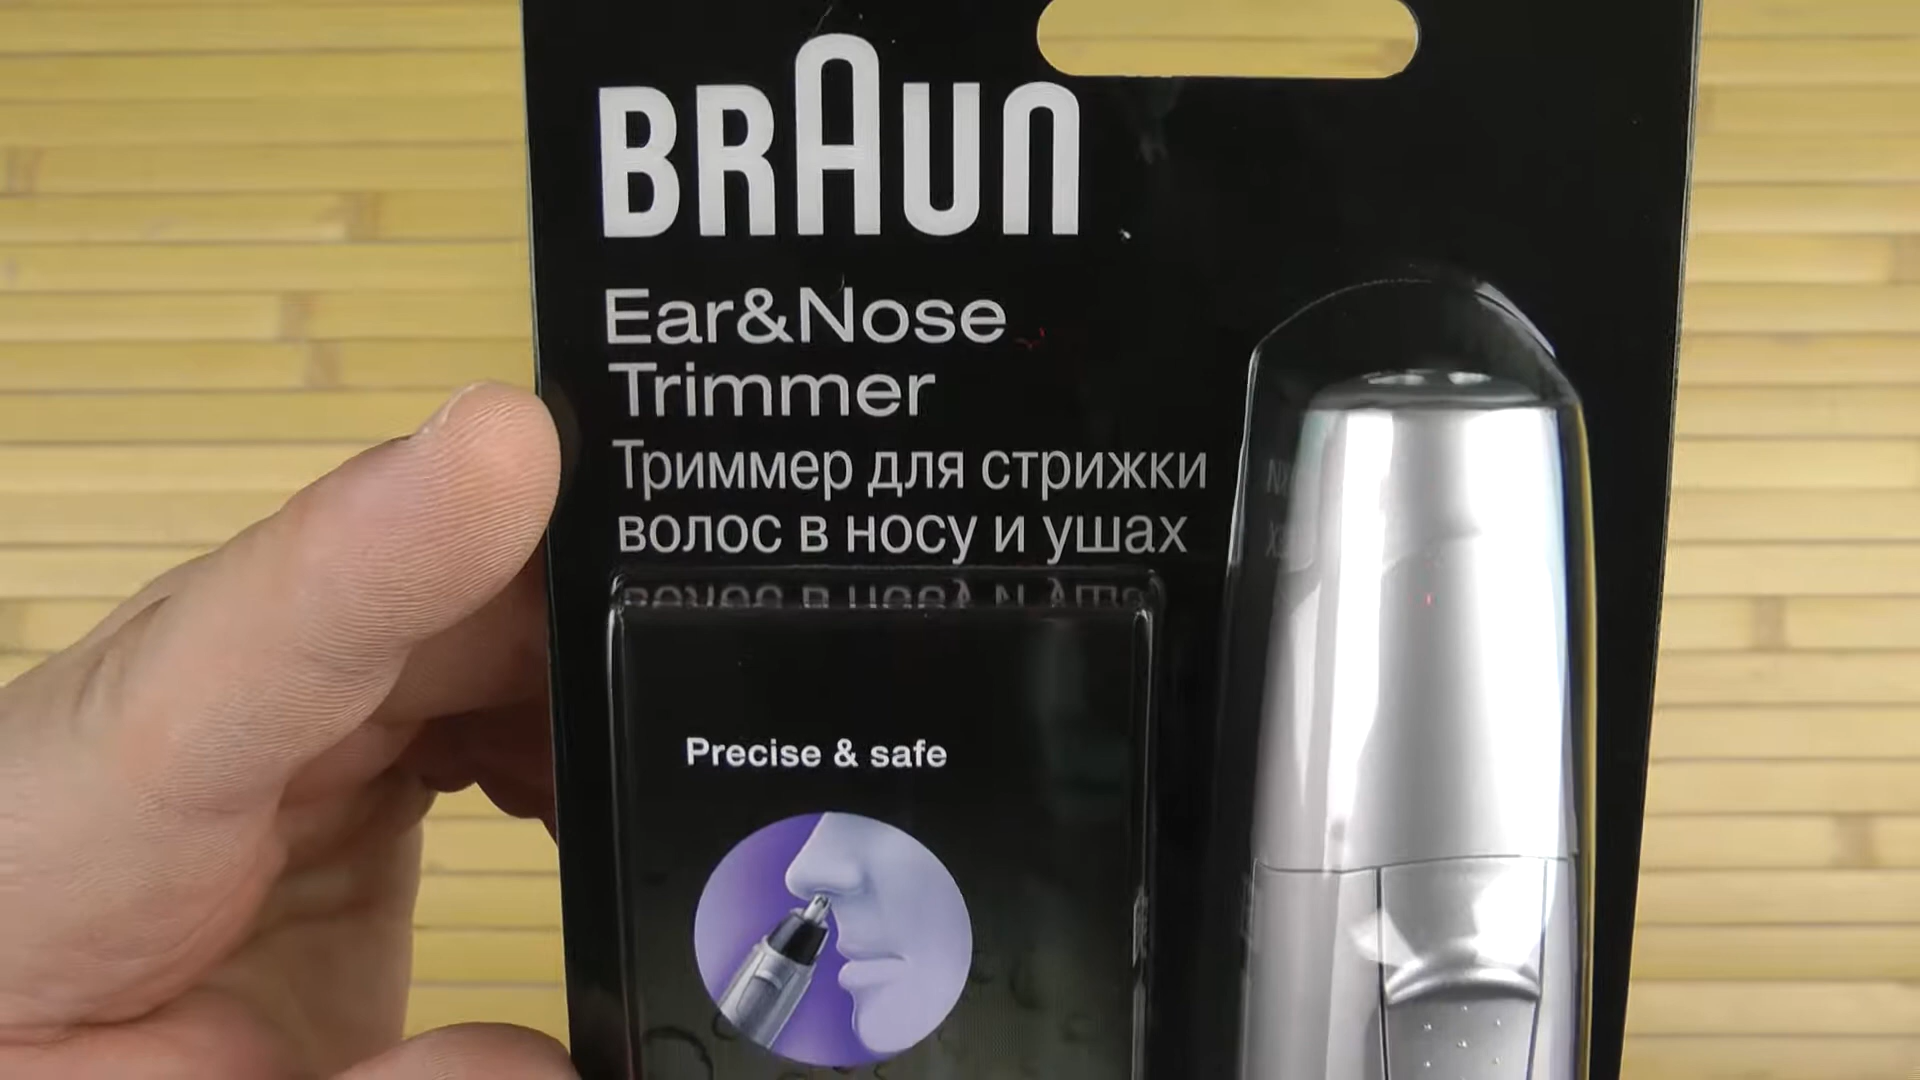 BRAUN
Ear&Nose
Trimmer
Триммер для стрижки
волос в носу и ушах
Precise & safe